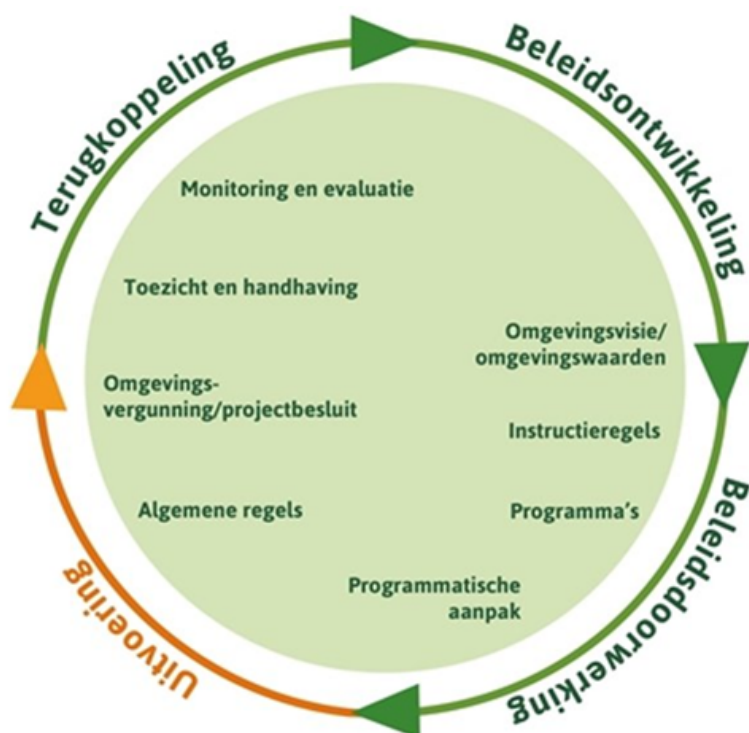 Terugkoppeling
Beleidsontwikkeling
Monitoring en evaluatie
Toezicht en handhaving
Omgevingsvisie/
omgevingswaarden
Omgevings-
vergunning/projectbesluit
Instructieregels
Algemene regels
Programma’s
Programmatische
aanpak
Uitvoering
Beleidsdoorwerking